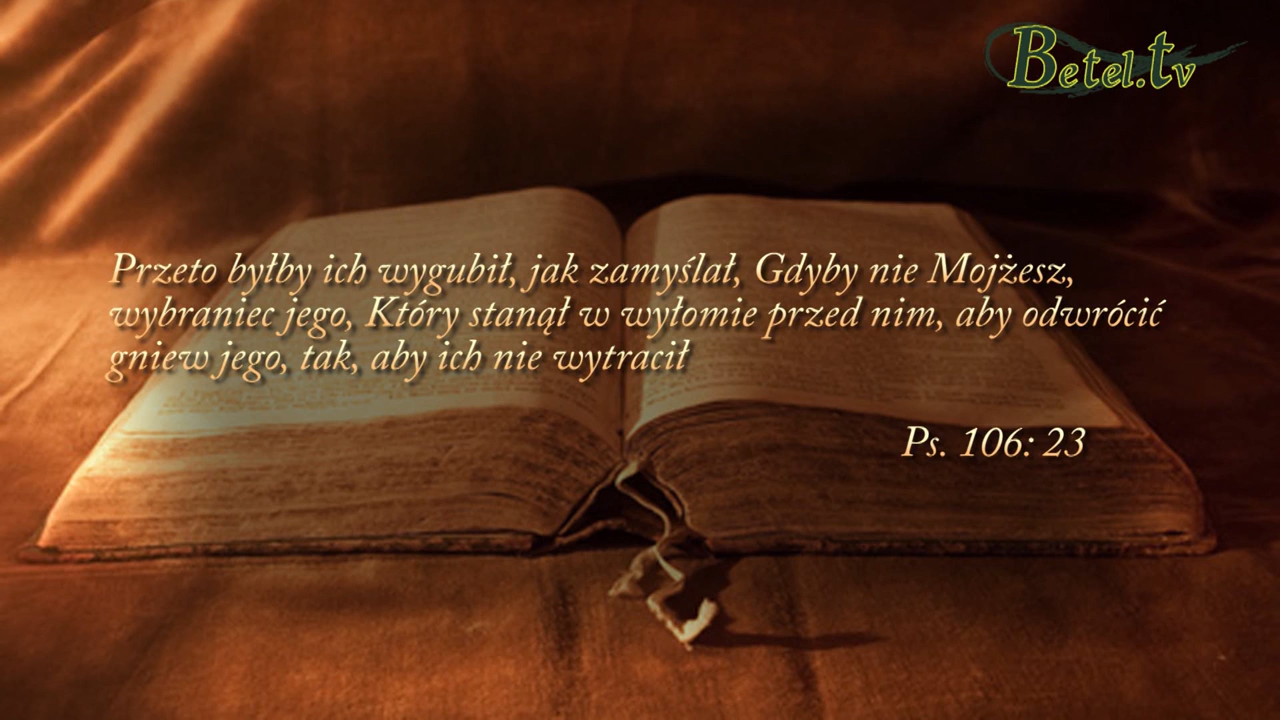 Betel.tv
Przeto byłby ich wygubił, jak zamyślał, Gdyby nie Mojżesz,
wybraniec jego, Który stanął w wyłomie przed nim, aby odwrócić
gniew jego, tak, aby ich nie wytracił
Ps. 106: 23